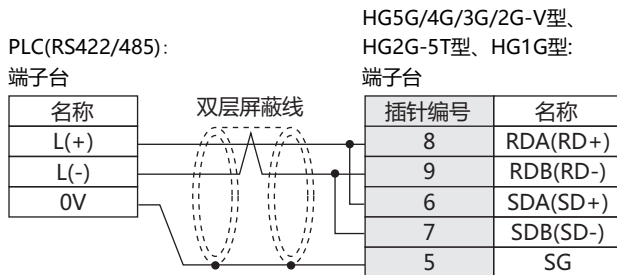 HG5G/4G/3G/2G-V型、
PLC(RS422/485)： HG2G-5T型、HG1G型:
端子台 端子台
名称 双层屏蔽线 插针编号 名称
L(+) 8 RDA(RD+)
L(-) 9 RDB(RD-)
0V 6 SDA(SD+)
7 SDB(SD-)
5 SG